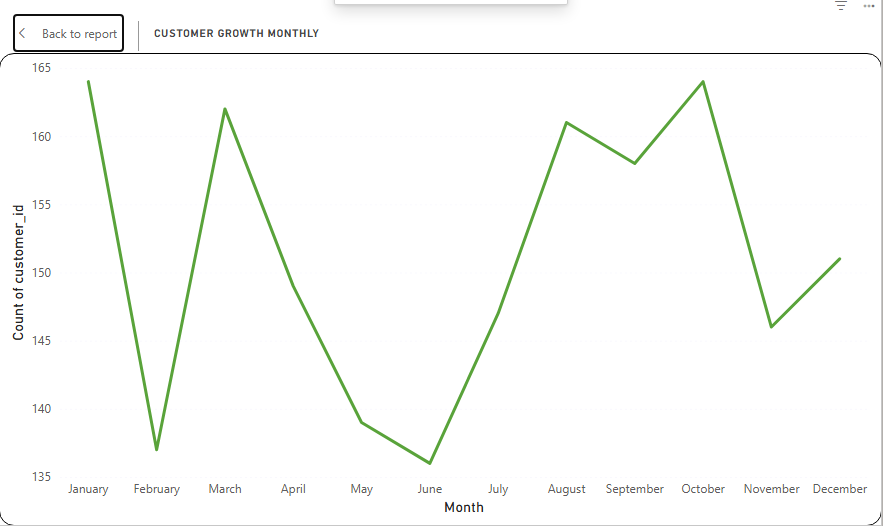 Back to report
CUSTOMER GROWTH MONTHLY
165
160
155
150
145
140
135
Count of customer_id
January February March April May June July August September October November December
Month